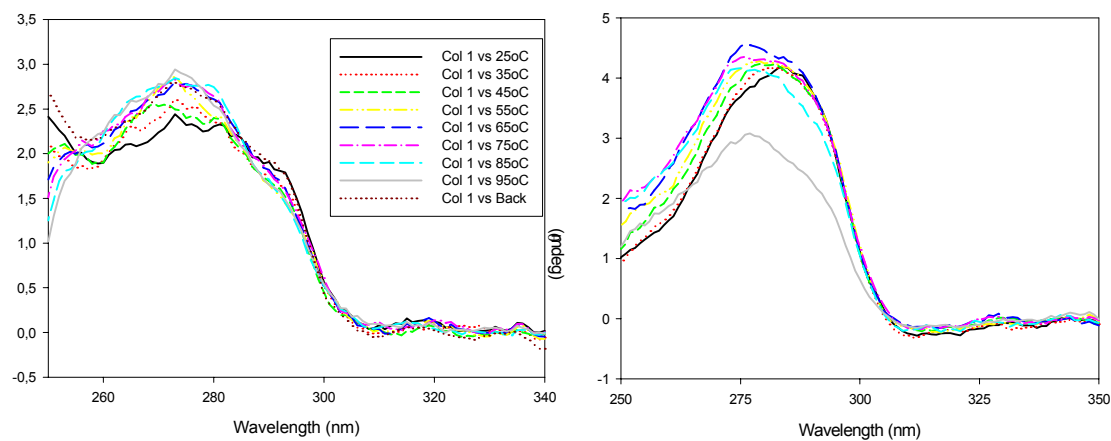 3,5
3,0
2,5
2,0
1,5
1,0
0,5
0,0
-0,5
260 280 300 320 340
Wavelength (nm)
Col 1 vs 25oC
Col 1 vs 35oC
Col 1 vs 45oC
Col 1 vs 55oC
Col 1 vs 65oC
Col 1 vs 75oC
Col 1 vs 85oC
Col 1 vs 95oC
Col 1 vs Back
5
4
3
2
1
0
-1
250 275 300 325 350
Wavelength (nm)